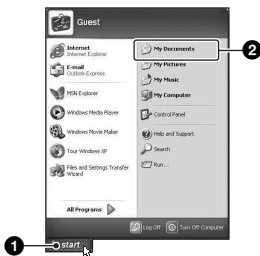 Guest
Internet
Internet Explorer
E-mail
Outlook Express
MSN Explorer
Windows Media Player
Windows Movie Maker
Tour Windows XP
Files and Settings Transfer
Wizard
All Programs
My Documents
My Pictures
My Music
My Computer
Control Panel
Help and Support
Search
Run...
Log Off
Turn Off Computer
start
1
2